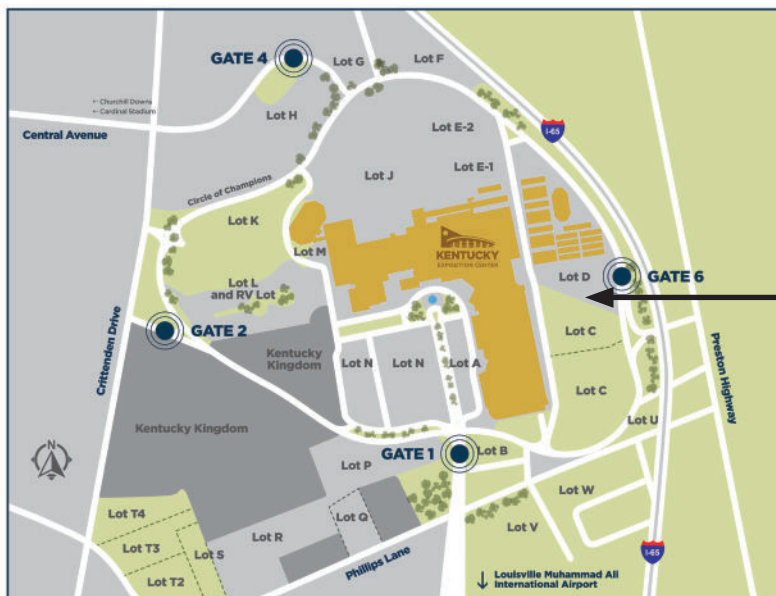 GATE 4
Lot G
Lot F
← Churchill Downs
← Cardinal Stadium
Central Avenue
Lot H
Lot E-2
I-65
Lot E-1
Lot J
Circle of Champions
Lot K
KENTUCKY
EXPOSITION CENTER
Lot M
Lot D
GATE 6
Lot L
and RV Lot
GATE 2
Lot C
Crittenden Drive
Kentucky
Kingdom
Lot N
Lot N
Lot A
Preston Highway
Lot C
Kentucky Kingdom
Lot U
N
GATE 1
Lot B
Lot P
Lot W
Lot T4
Lot Q
Lot V
Lot T3
Lot S
Lot R
I-65
Lot T2
Phillips Lane
↓ Louisville Muhammad Ali
International Airport